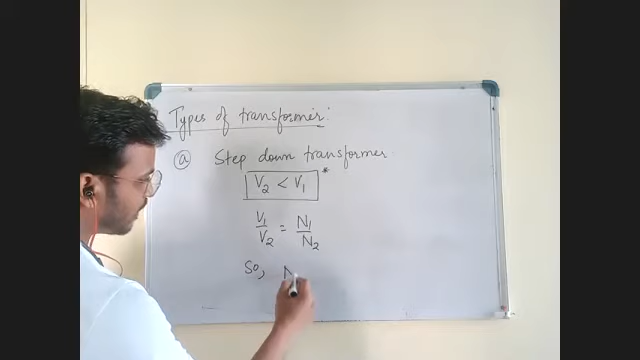 Types of transformer:
(a) Step down transformer
V₂ < V₁ *
V₁/V₂ = N₁/N₂
So, N